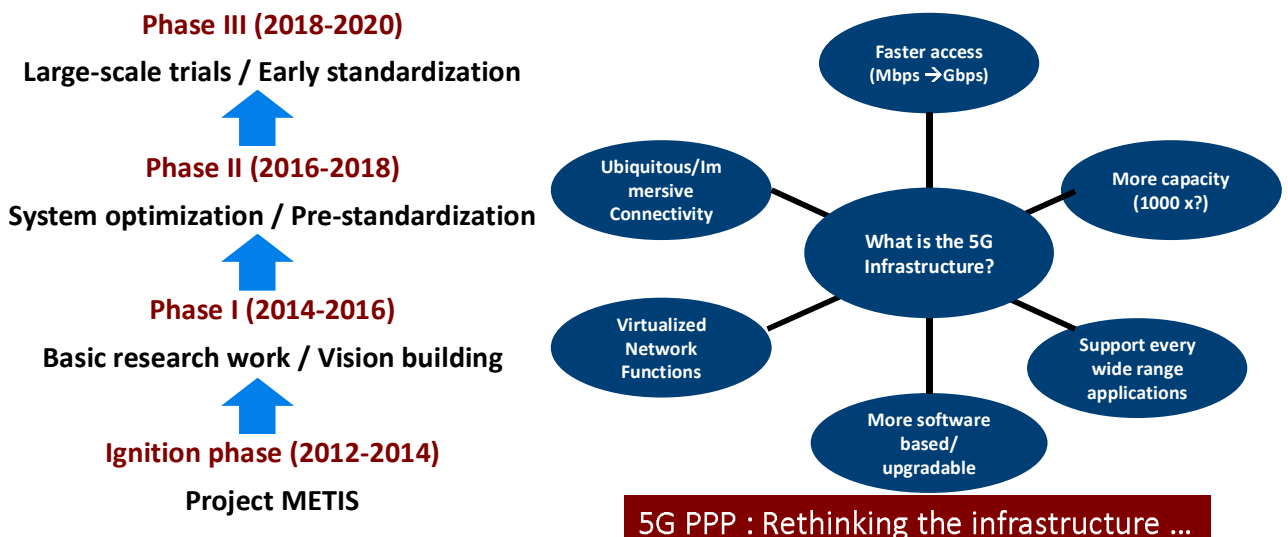 Phase III (2018-2020)
Large-scale trials / Early standardization
Phase II (2016-2018)
System optimization / Pre-standardization
Phase I (2014-2016)
Basic research work / Vision building
Ignition phase (2012-2014)
Project METIS
Faster access
(Mbps →Gbps)
Ubiquitous/Im
mersive
Connectivity
More capacity
(1000 x?)
What is the 5G
Infrastructure?
Virtualized
Network
Functions
Support every
wide range
applications
More software
based/
upgradable
5G PPP : Rethinking the infrastructure ...